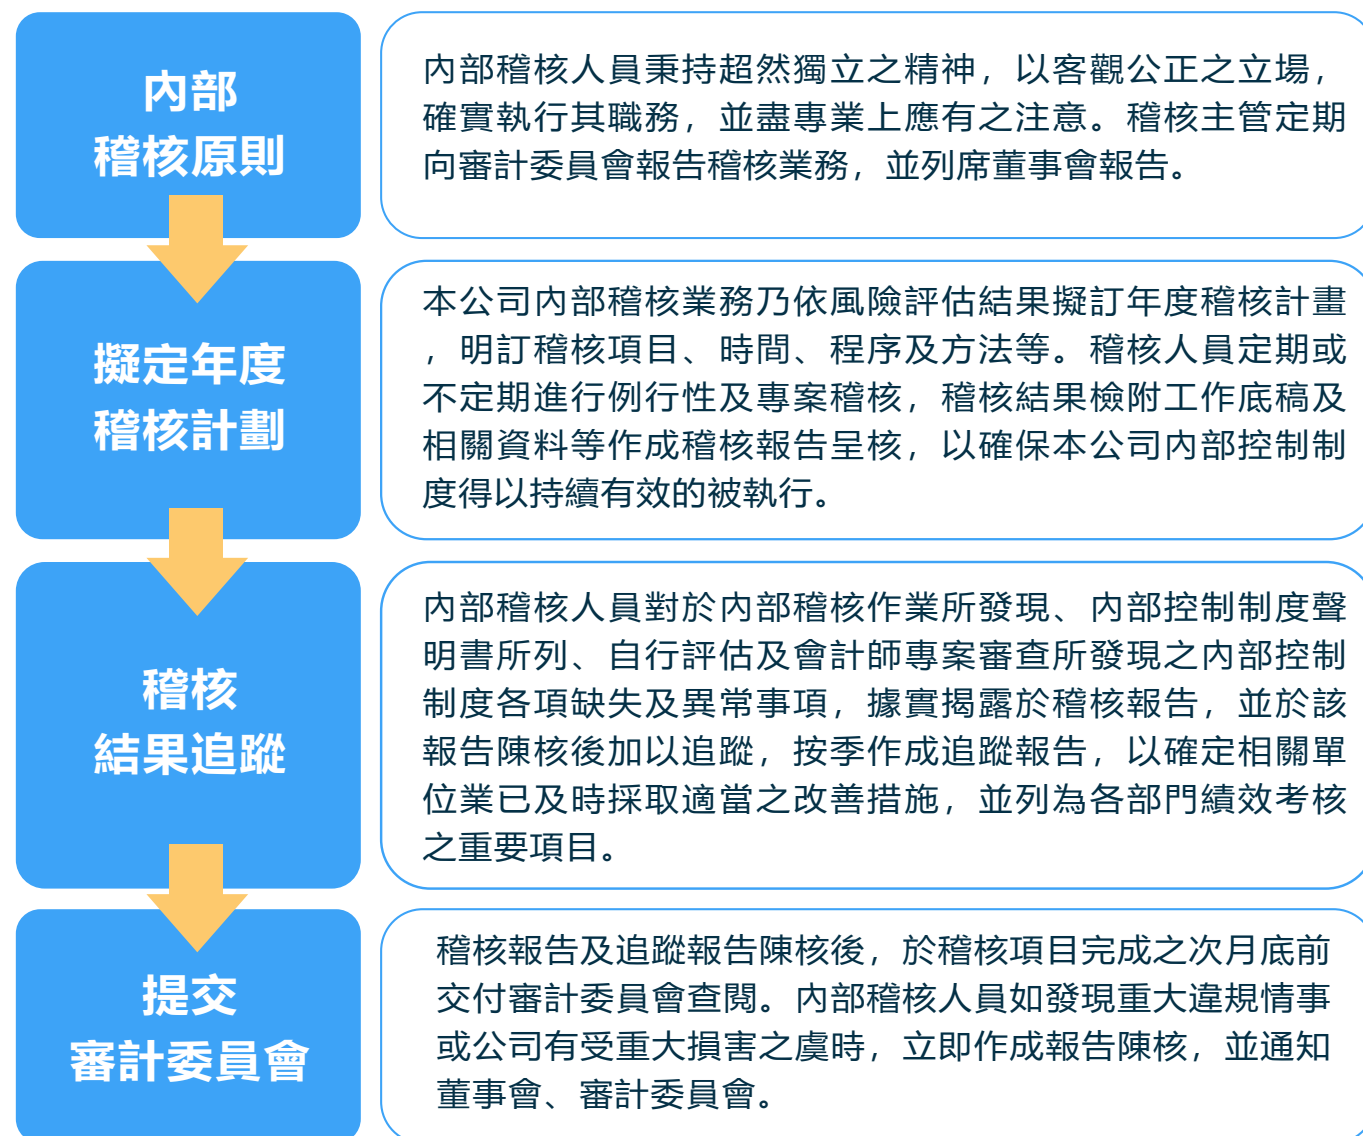 內部
稽核原則
內部稽核人員秉持超然獨立之精神，以客觀公正之立場，
確實執行其職務，並盡專業上應有之注意。稽核主管定期
向審計委員會報告稽核業務，並列席董事會報告。
擬定年度
稽核計劃
本公司內部稽核業務乃依風險評估結果擬訂年度稽核計畫
，明訂稽核項目、時間、程序及方法等。稽核人員定期或
不定期進行例行性及專案稽核，稽核結果檢附工作底稿及
相關資料等作成稽核報告呈核，以確保本公司內部控制制
度得以持續有效的被執行。
稽核
結果追蹤
內部稽核人員對於內部稽核作業所發現、內部控制制度聲
明書所列、自行評估及會計師專案審查所發現之內部控制
制度各項缺失及異常事項，據實揭露於稽核報告，並於該
報告陳核後加以追蹤，按季作成追蹤報告，以確定相關單
位業已及時採取適當之改善措施，並列為各部門績效考核
之重要項目。
提交
審計委員會
稽核報告及追蹤報告陳核後，於稽核項目完成之次月底前
交付審計委員會查閱。內部稽核人員如發現重大違規情事
或公司有受重大損害之虞時，立即作成報告陳核，並通知
董事會、審計委員會。